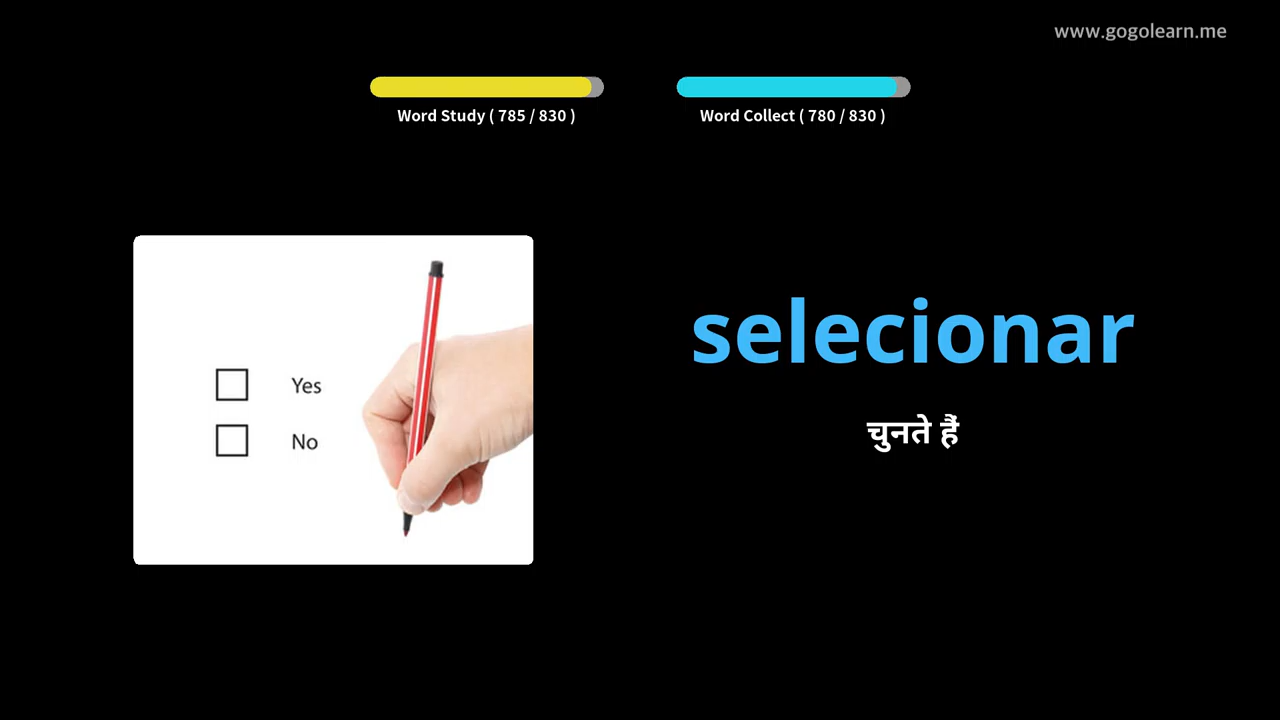 www.gogolearn.me
Word Study ( 785 / 830 )
Word Collect ( 780 / 830 )
Yes
No
selecionar
चुनते हैं